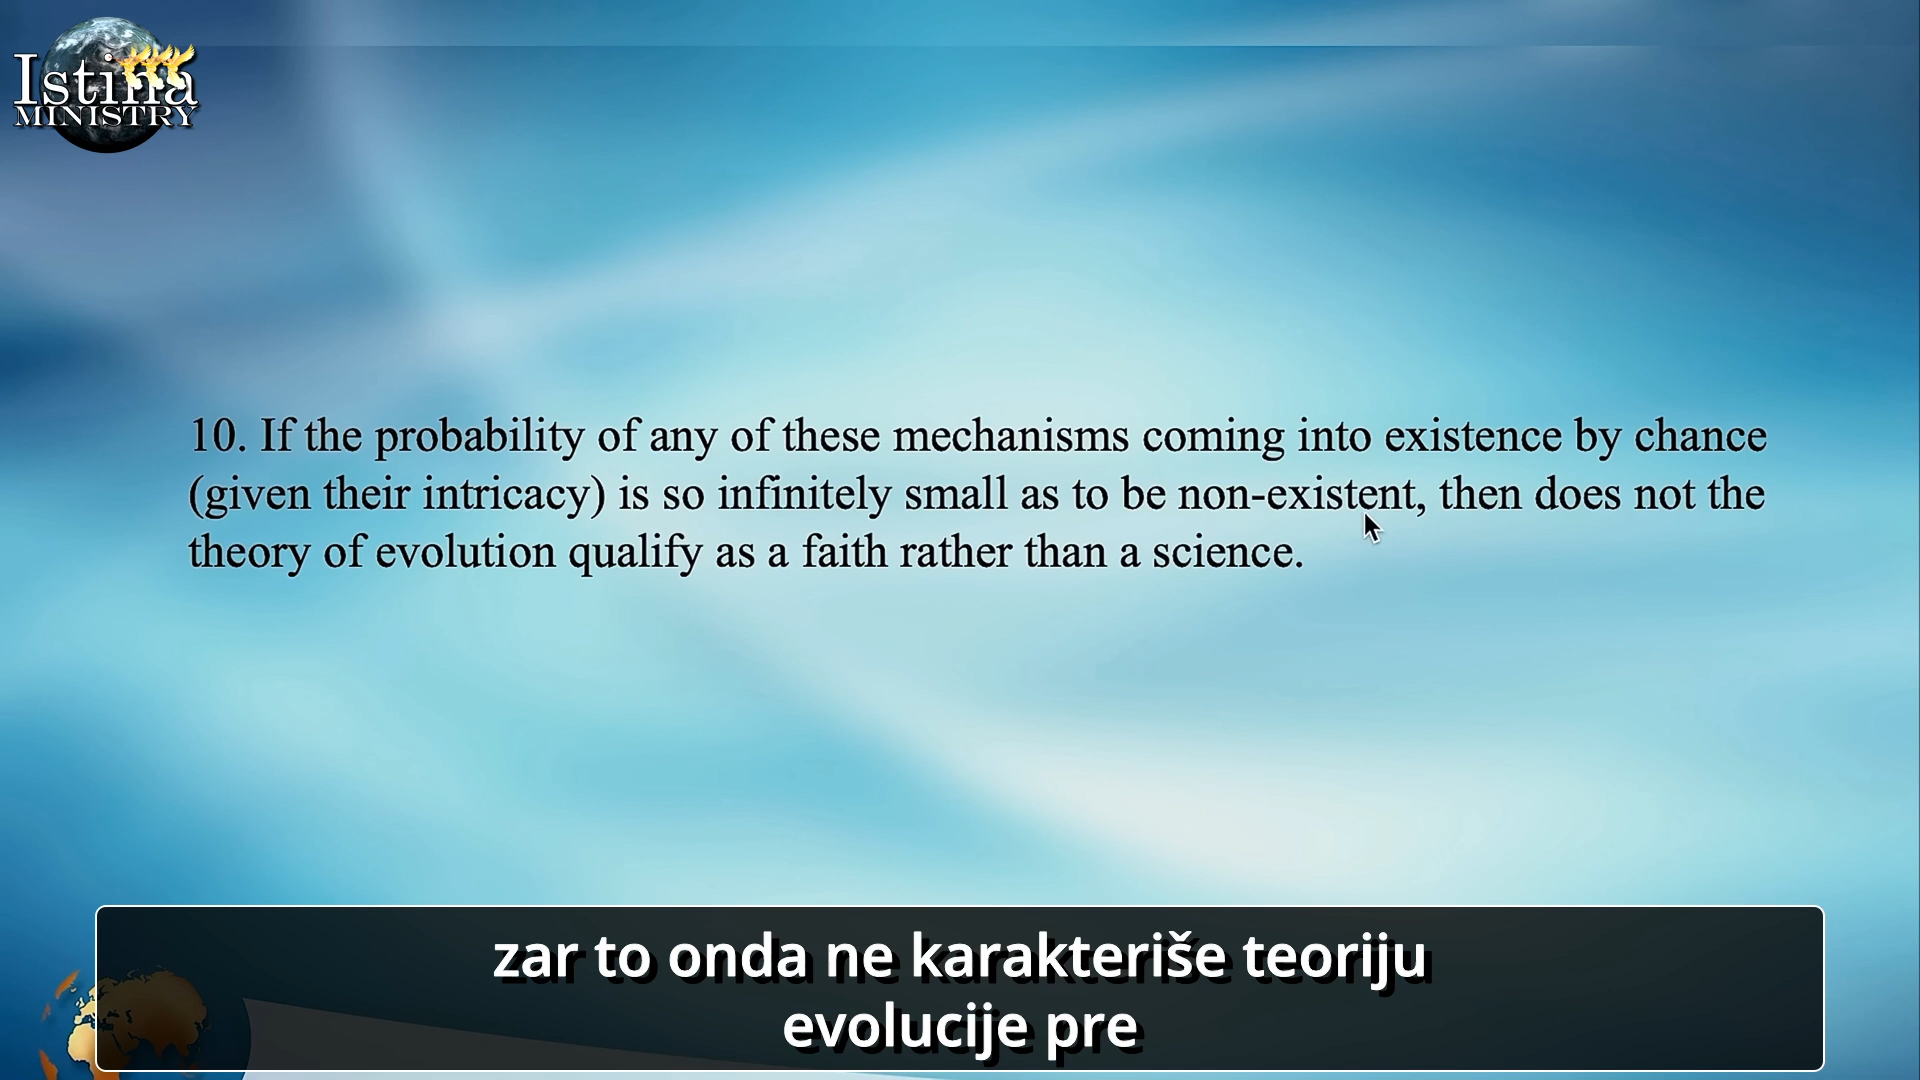 Istina
MINISTRY
10. If the probability of any of these mechanisms coming into existence by chance
(given their intricacy) is so infinitely small as to be non-existent, then does not the
theory of evolution qualify as a faith rather than a science.
zar to onda ne karakteriše teoriju
evolucije pre